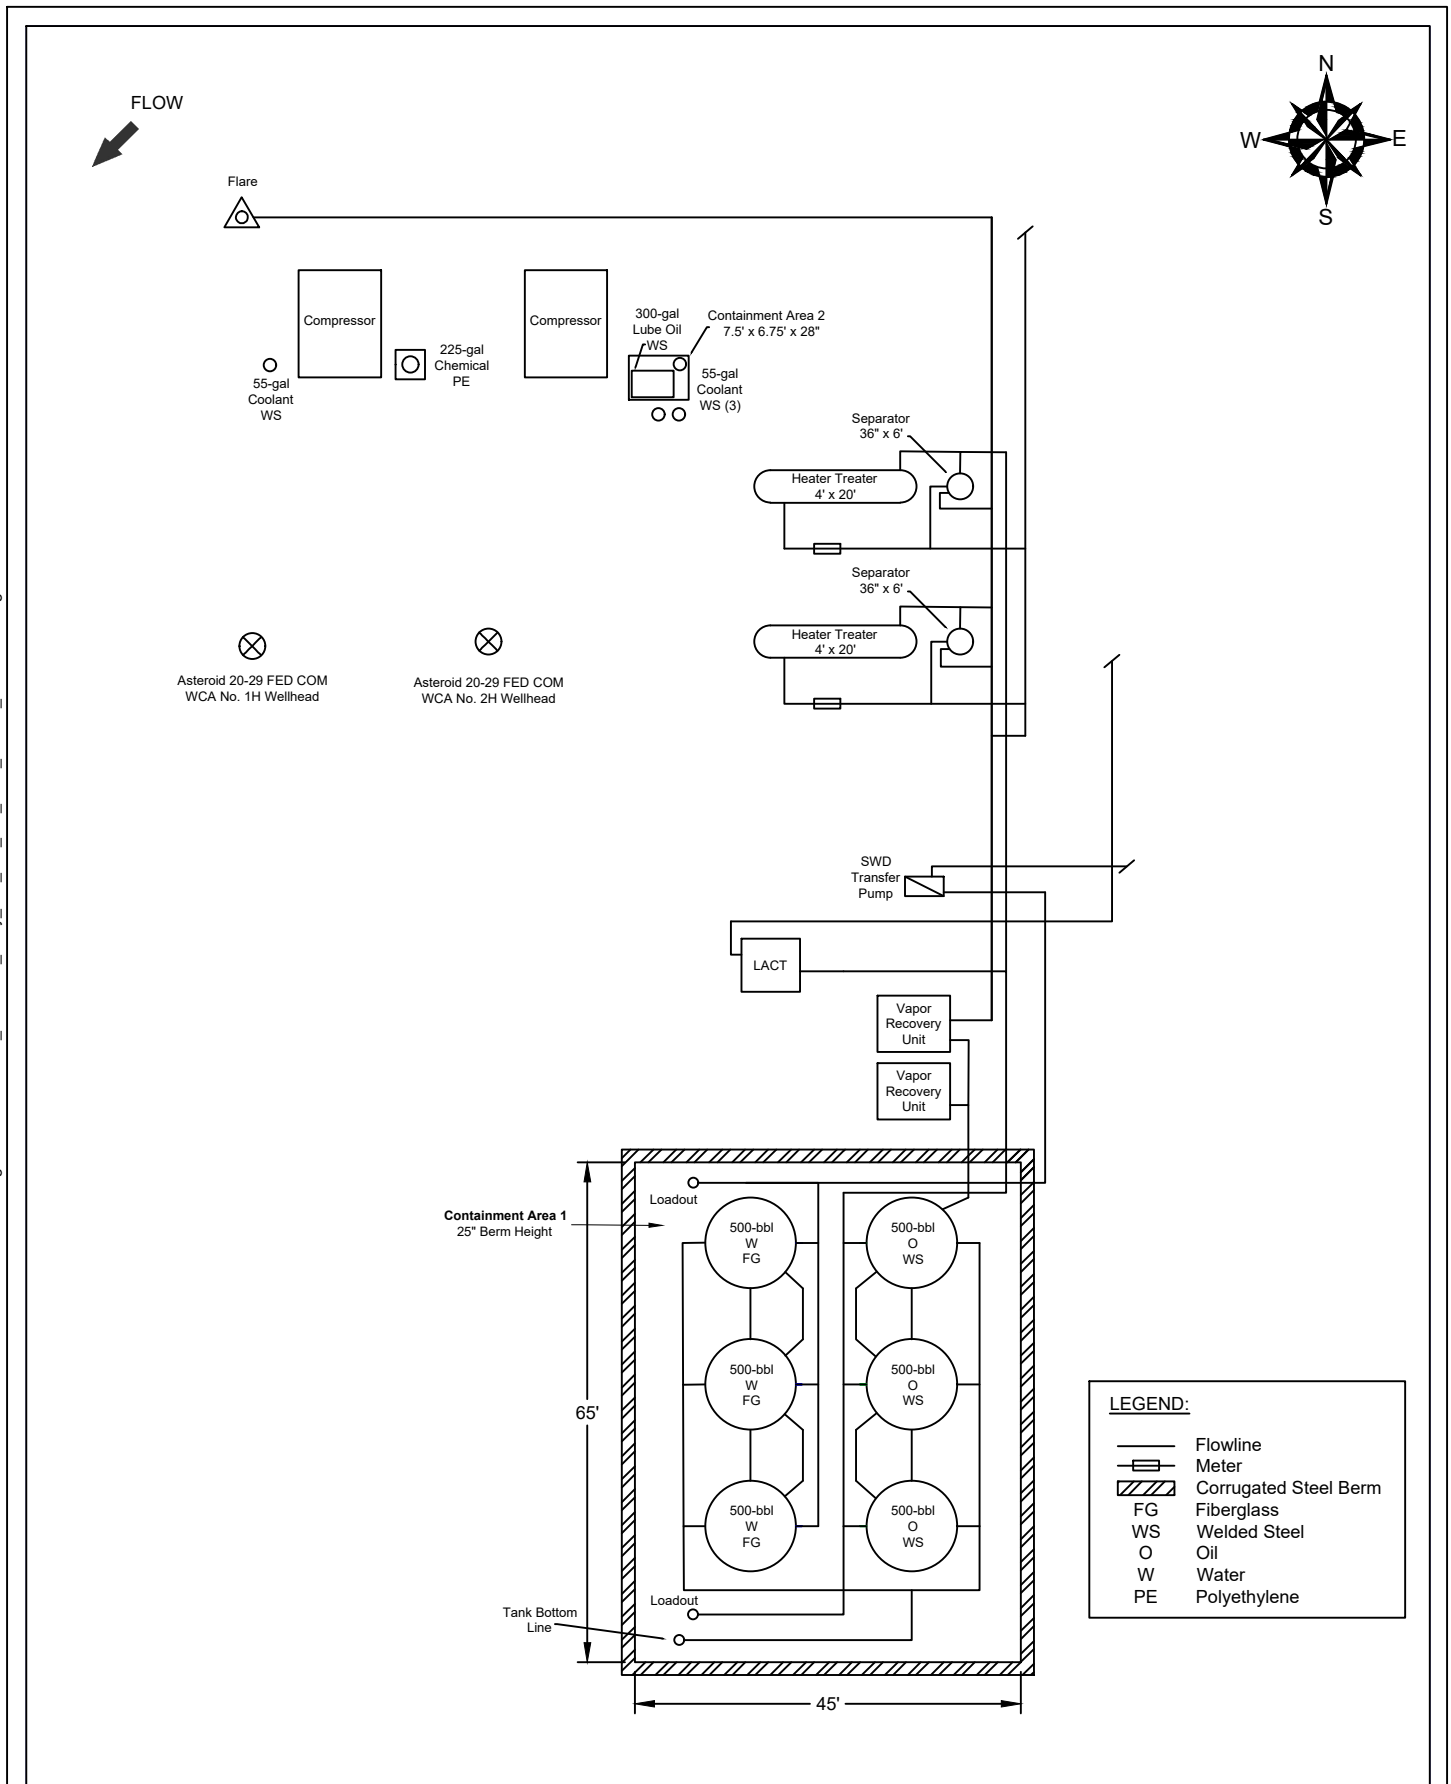 FLOW
N
W
E
S
Flare
Compressor
Compressor
300-gal
Lube Oil
WS
Containment Area 2
7.5' x 6.75' x 28"
225-gal
Chemical
PE
55-gal
Coolant
WS
55-gal
Coolant
WS (3)
Separator
36" x 6'
Heater Treater
4' x 20'
Separator
36" x 6'
Heater Treater
4' x 20'
Asteroid 20-29 FED COM
WCA No. 1H Wellhead
Asteroid 20-29 FED COM
WCA No. 2H Wellhead
SWD
Transfer
Pump
LACT
Vapor
Recovery
Unit
Vapor
Recovery
Unit
Loadout
Containment Area 1
25" Berm Height
500-bbl
W
FG
500-bbl
O
WS
500-bbl
W
FG
500-bbl
O
WS
65'
500-bbl
W
FG
500-bbl
O
WS
Loadout
Tank Bottom
Line
45'
LEGEND:
Flowline
Meter
Corrugated Steel Berm
FG Fiberglass
WS Welded Steel
O Oil
W Water
PE Polyethylene